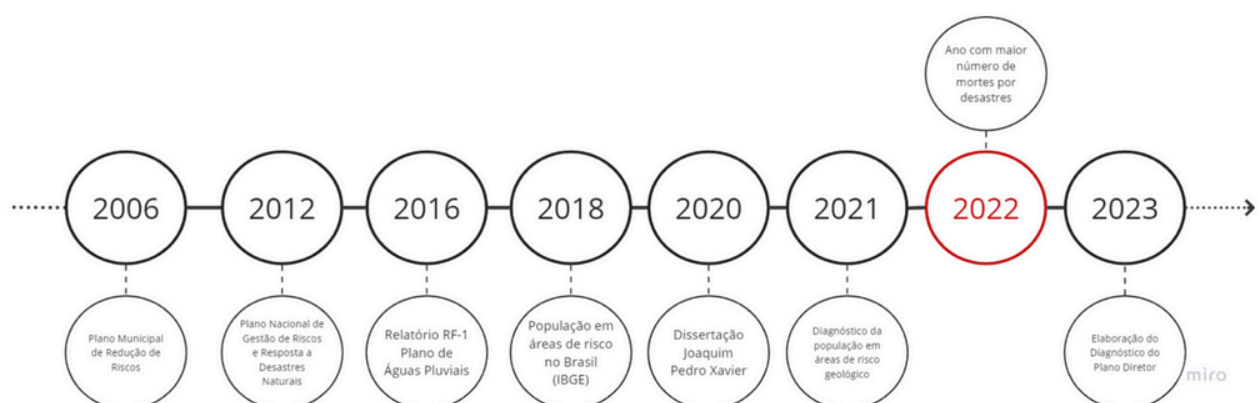 Ano com maior
número de
mortes por
desastres
2006
2012
2016
2018
2020
2021
2022
2023
Plano Municipal
de Redução de
Riscos
Plano Nacional de
Gestão de Riscos
e Resposta a
Desastres
Naturais
Relatório RF-1
Plano de
Águas Pluviais
População em
áreas de risco
no Brasil
(IBGE)
Dissertação
Joaquim
Pedro Xavier
Diagnóstico da
população em
áreas de risco
geológico
Elaboração do
Diagnóstico do
Plano Diretor
miro